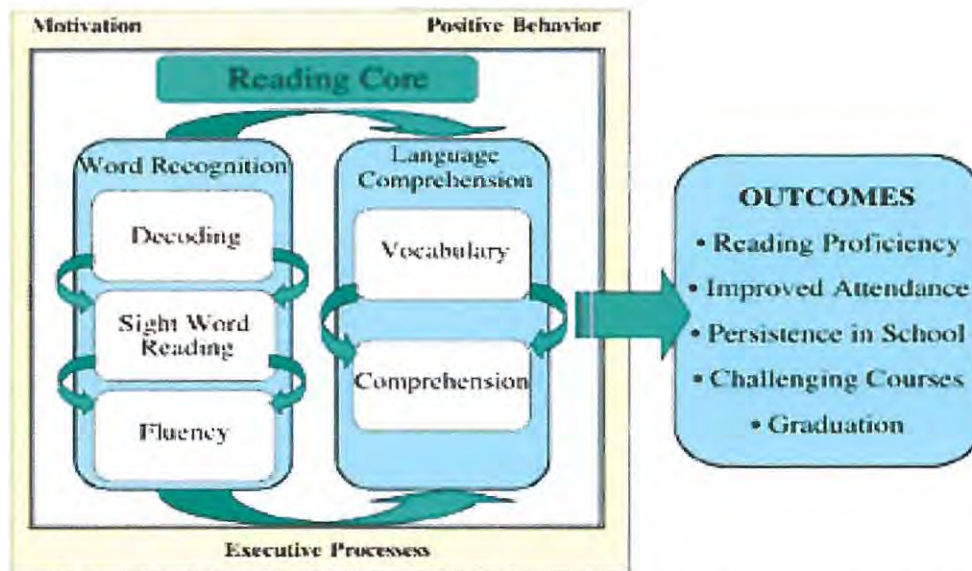 Motivation
Positive Behavior
Reading Core
Word Recognition
Decoding
Sight Word
Reading
Fluency
Language
Comprehension
Vocabulary
Comprehension
OUTCOMES
• Reading Proficiency
• Improved Attendance
• Persistence in School
• Challenging Courses
• Graduation
Executive Processess